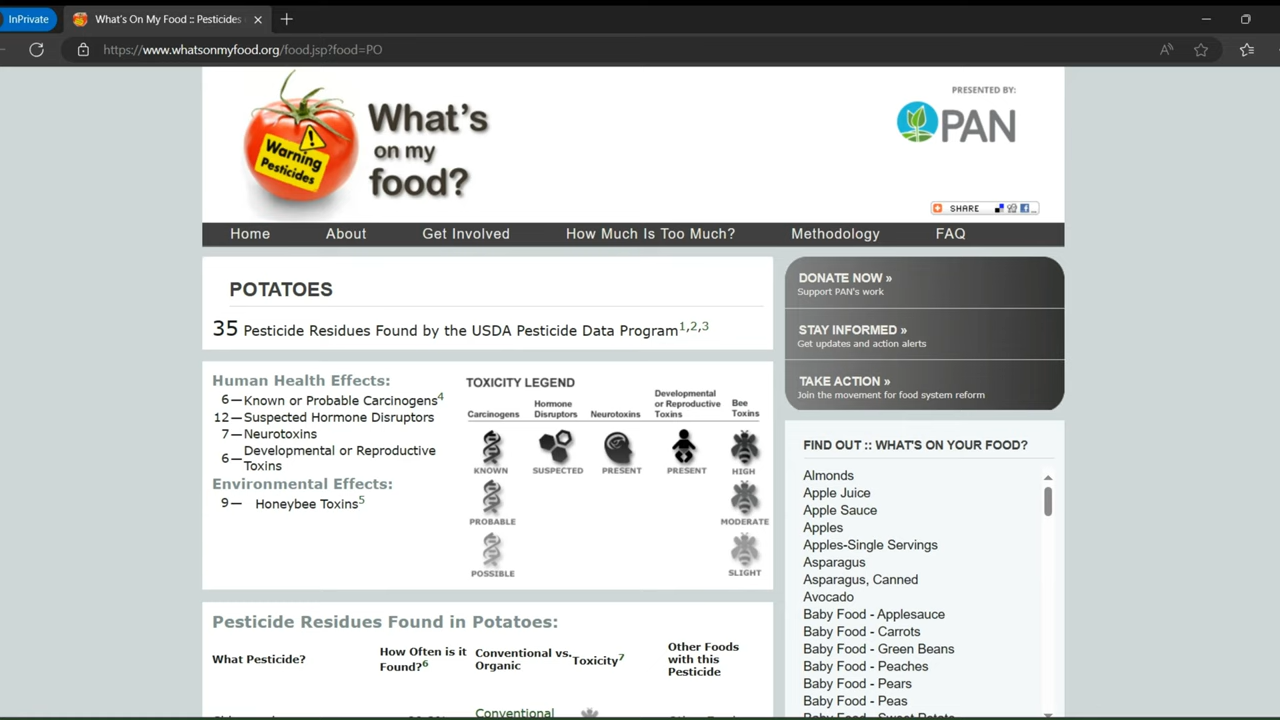 InPrivate
What's On My Food :: Pesticides
https://www.whatsonmyfood.org/food.jsp?food=PO
Warning
Pesticides
What's
on my
food?
PRESENTED BY:
PAN
SHARE
Home About Get Involved How Much Is Too Much? Methodology FAQ
POTATOES
35 Pesticide Residues Found by the USDA Pesticide Data Program1,2,3
Human Health Effects:
6— Known or Probable Carcinogens4
12— Suspected Hormone Disruptors
7— Neurotoxins
6— Developmental or Reproductive
Toxins
Environmental Effects:
9— Honeybee Toxins5
TOXICITY LEGEND
Carcinogens
Hormone
Disruptors
Neurotoxins
Developmental
or Reproductive
Toxins
Bee
Toxins
KNOWN SUSPECTED PRESENT PRESENT HIGH
PROBABLE MODERATE
POSSIBLE SLIGHT
Pesticide Residues Found in Potatoes:
What Pesticide?
How Often is it
Found?6
Conventional vs.
Organic
Toxicity7
Other Foods
with this
Pesticide
Conventional
DONATE NOW »
Support PAN's work
STAY INFORMED »
Get updates and action alerts
TAKE ACTION »
Join the movement for food system reform
FIND OUT :: WHAT'S ON YOUR FOOD?
Almonds
Apple Juice
Apple Sauce
Apples
Apples-Single Servings
Asparagus
Asparagus, Canned
Avocado
Baby Food - Applesauce
Baby Food - Carrots
Baby Food - Green Beans
Baby Food - Peaches
Baby Food - Pears
Baby Food - Peas